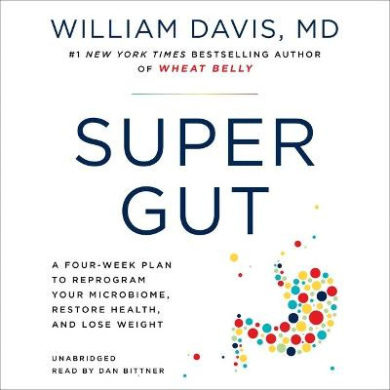 WILLIAM DAVIS, MD
#1 NEW YORK TIMES BESTSELLING AUTHOR
OF WHEAT BELLY
SUPER
GUT
A FOUR-WEEK PLAN
TO REPROGRAM
YOUR MICROBIOME,
RESTORE HEALTH,
AND LOSE WEIGHT
UNABRIDGED
READ BY DAN BITTNER